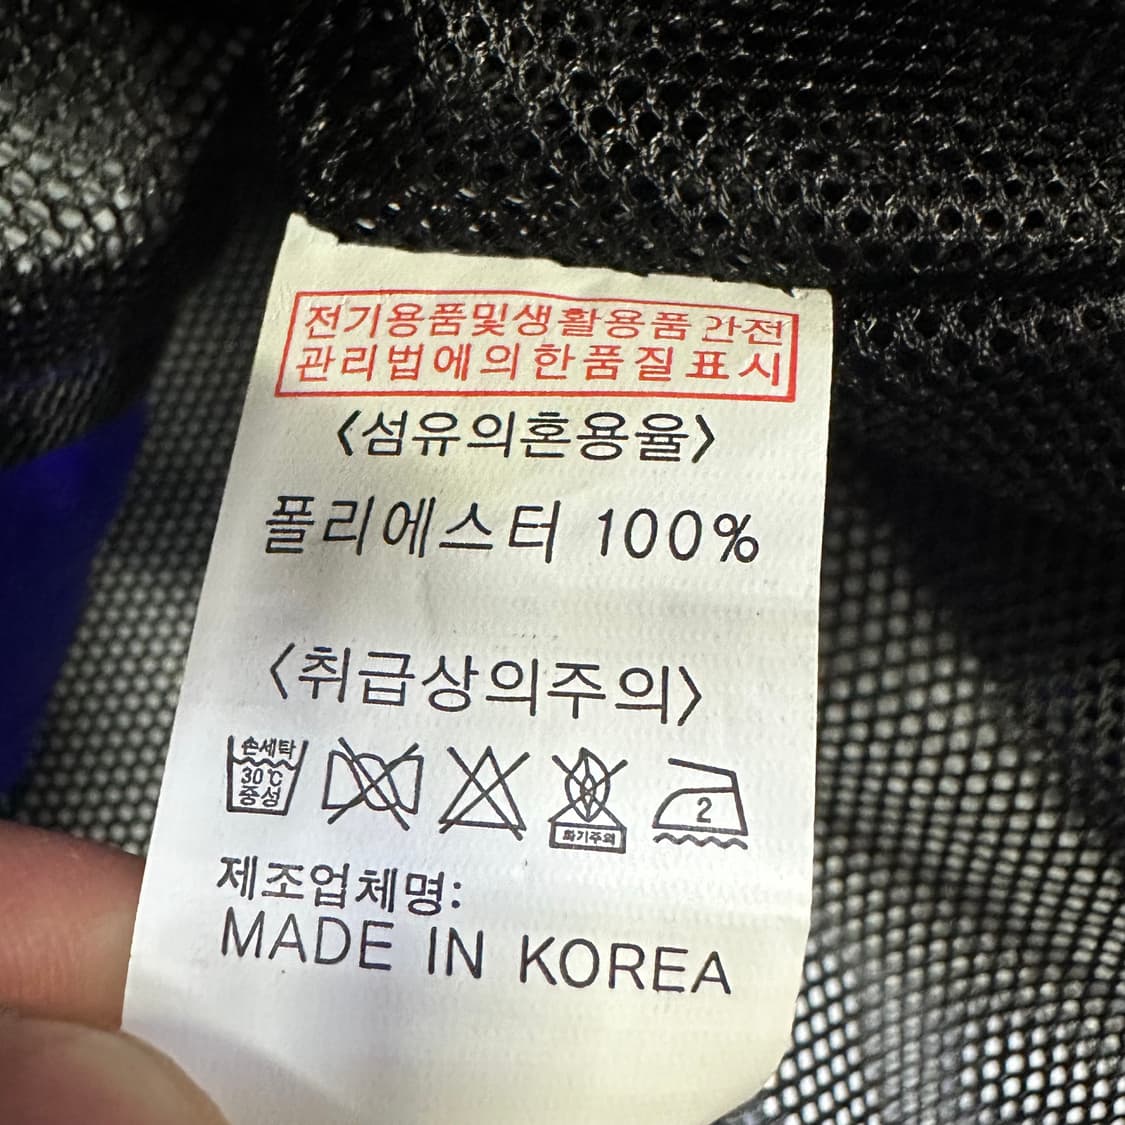 전기용품및생활용품 간전
관리법에의한품질표시
〈섬유의혼용율〉
폴리에스터 100%
〈취급상의주의〉
손세탁
30℃
중성
화기주의
2
제조업체명:
MADE IN KOREA